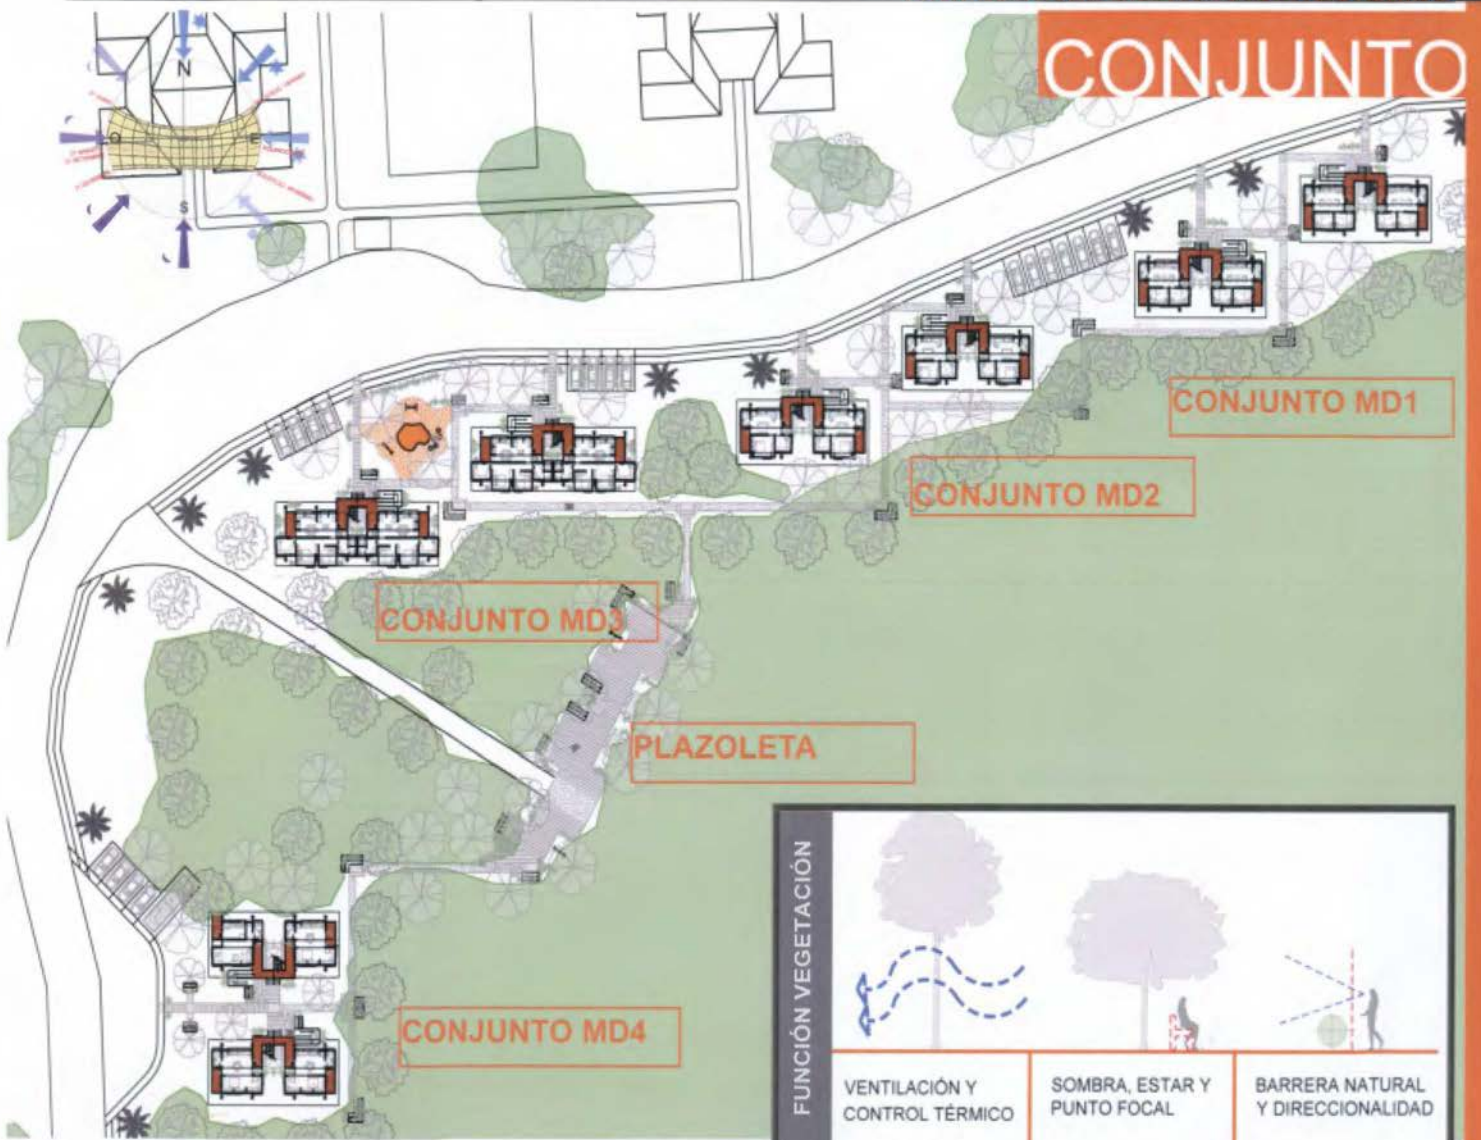 CONJUNTO
N
S
CONJUNTO MD1
CONJUNTO MD2
CONJUNTO MD3
PLAZOLETA
CONJUNTO MD4
FUNCIÓN VEGETACIÓN
VENTILACIÓN Y
CONTROL TÉRMICO
SOMBRA, ESTAR Y
PUNTO FOCAL
BARRERA NATURAL
Y DIRECCIONALIDAD